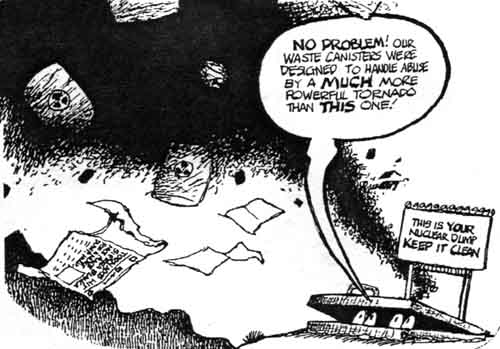 NO PROBLEM! OUR
WASTE CANISTERS WERE
DESIGNED TO HANDLE ABUSE
BY A MUCH MORE
POWERFUL TORNADO
THAN THIS ONE!
THIS IS YOUR
NUCLEAR DUMP
KEEP IT CLEAN